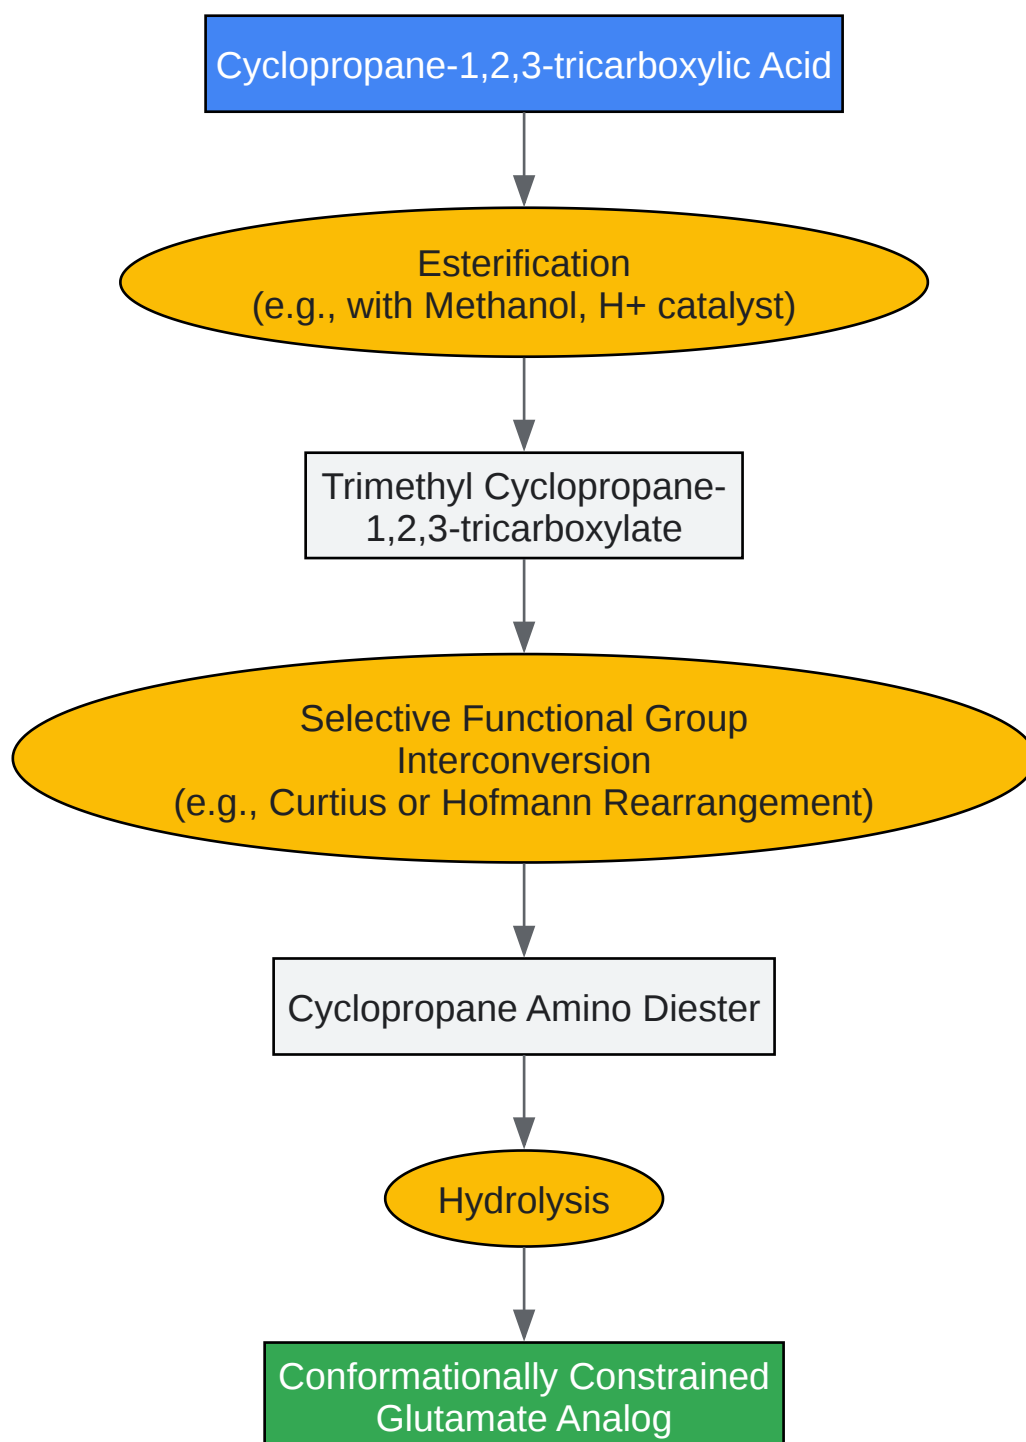 Cyclopropane-1,2,3-tricarboxylic Acid
Esterification
(e.g., with Methanol, H+ catalyst)
Trimethyl Cyclopropane-
1,2,3-tricarboxylate
Selective Functional Group
Interconversion
(e.g., Curtius or Hofmann Rearrangement)
Cyclopropane Amino Diester
Hydrolysis
Conformationally Constrained
Glutamate Analog